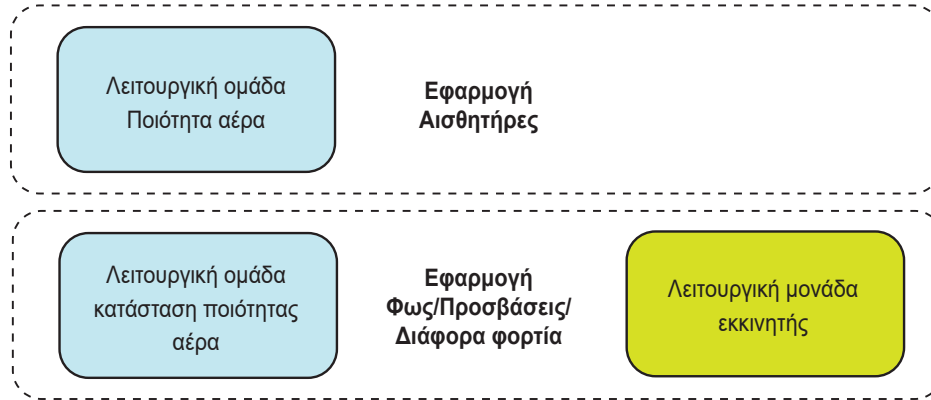 Λειτουργική ομάδα
Ποιότητα αέρα
Εφαρμογή
Αισθητήρες
Λειτουργική ομάδα
κατάσταση ποιότητας
αέρα
Εφαρμογή
Φως/Προσβάσεις/
Διάφορα φορτία
Λειτουργική μονάδα
εκκινητής